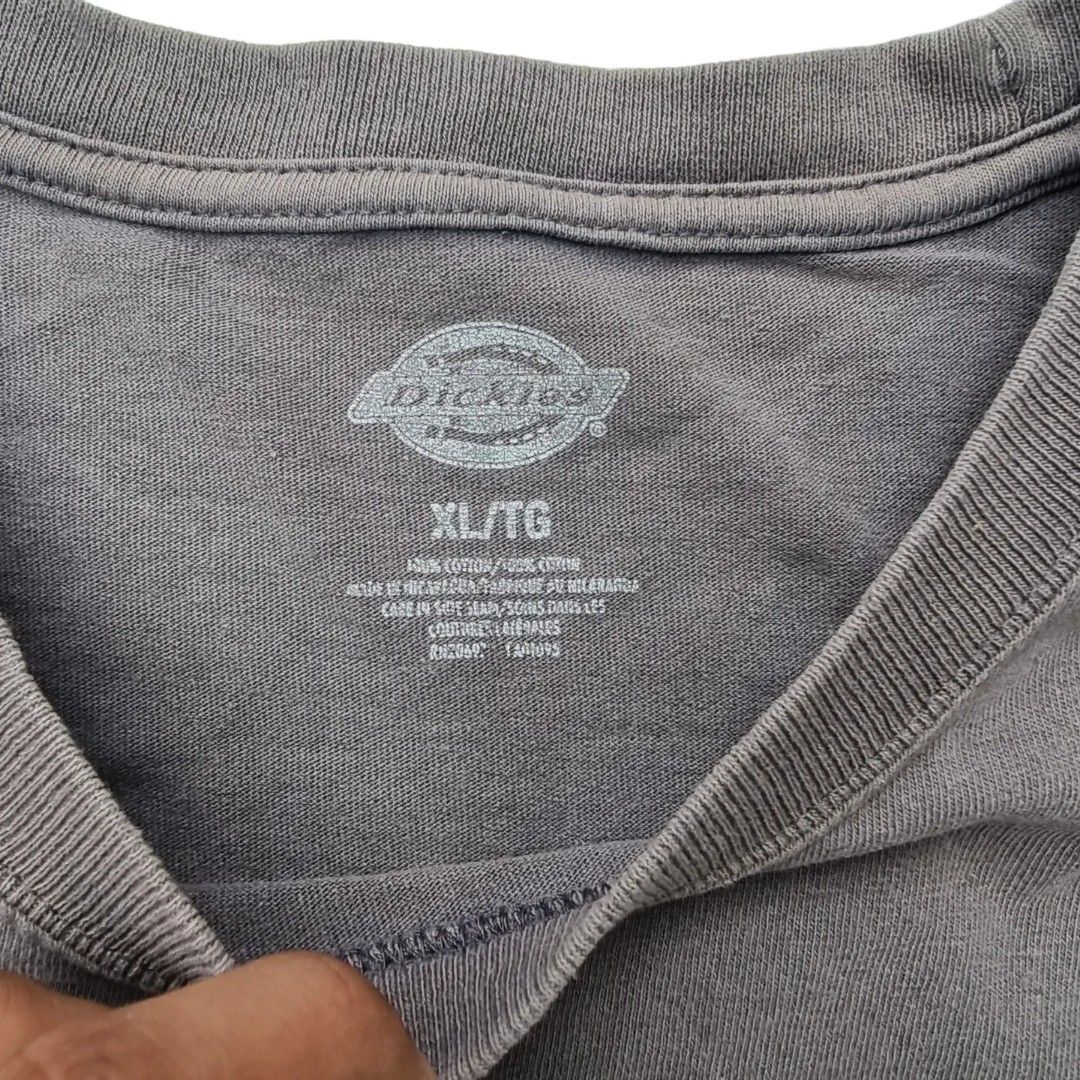 Dickies
®
XL/TG
100% COTTON/100% COTON
MADE IN NICARAGUA/FABRIQUÉ AU NICARAGUA
CARE IN SIDE SEAM/SOINS DANS LES
COUTURES LATÉRALES